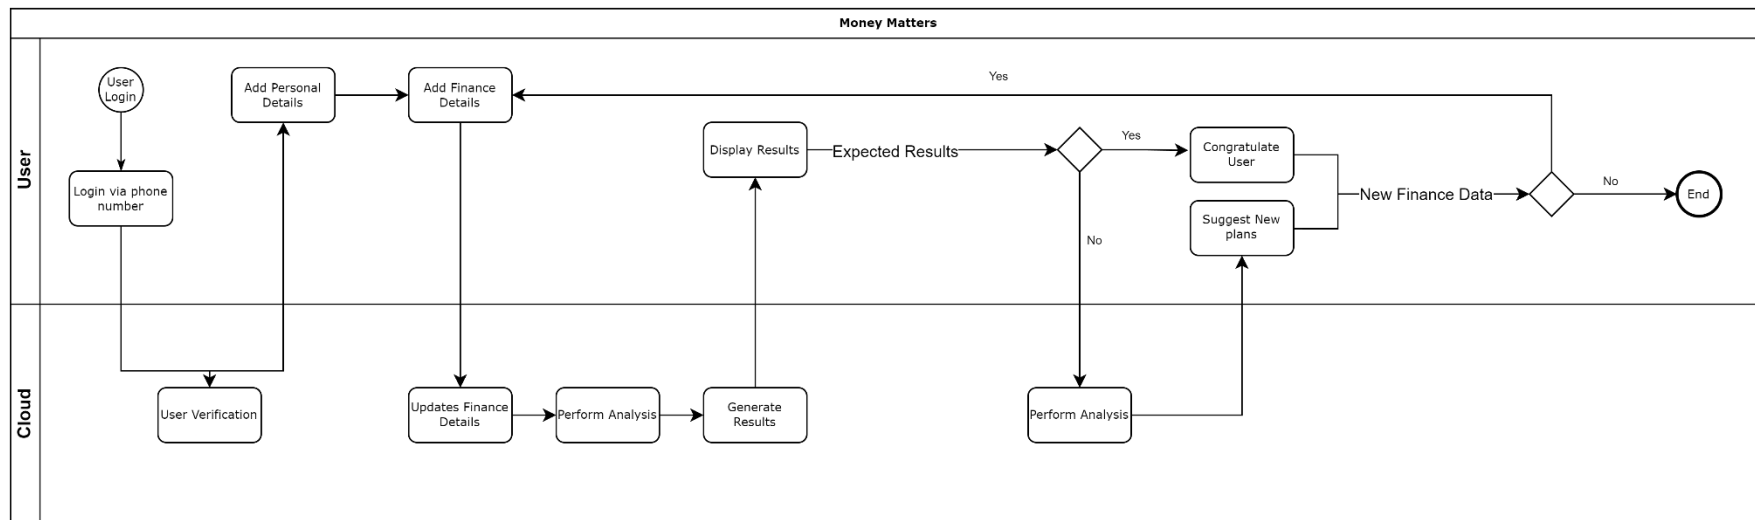 Money Matters
User
User
Login
Login via phone
number
Add Personal
Details
Add Finance
Details
Yes
Display Results
Expected Results
Yes
No
Congratulate
User
Suggest New
plans
New Finance Data
No
End
Cloud
User Verification
Updates Finance
Details
Perform Analysis
Generate
Results
Perform Analysis